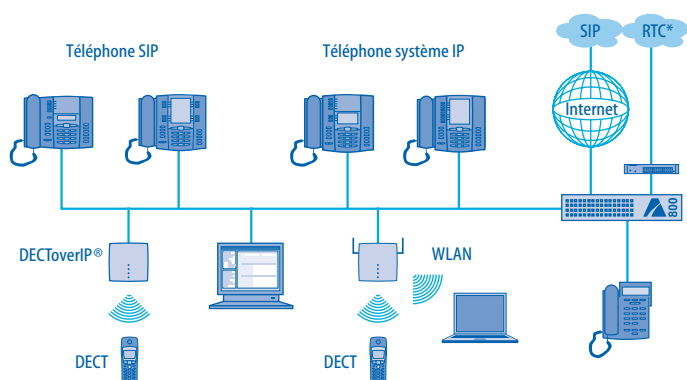 SIP
RTC*
Téléphone SIP
Téléphone système IP
Internet
800
DECToverIP®
WLAN
DECT
DECT